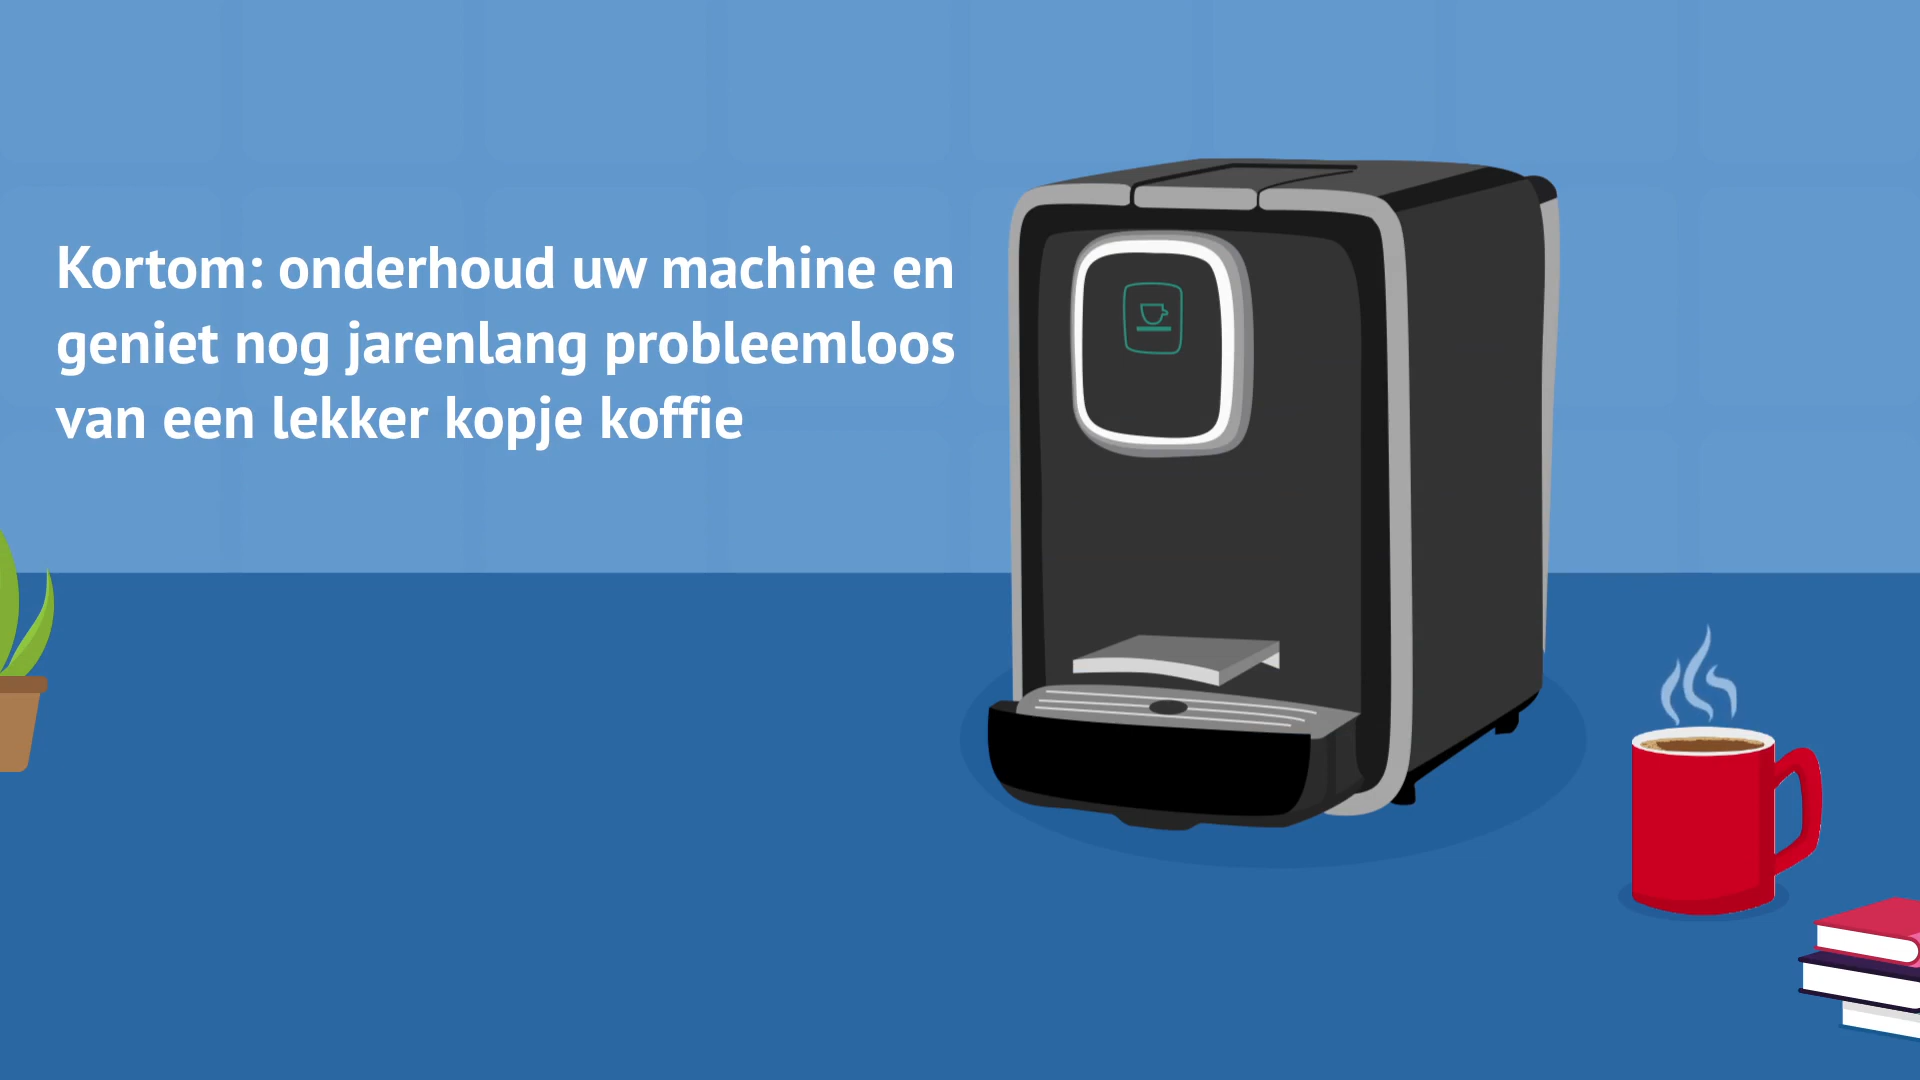 Kortom: onderhoud uw machine en
geniet nog jarenlang probleemloos
van een lekker kopje koffie